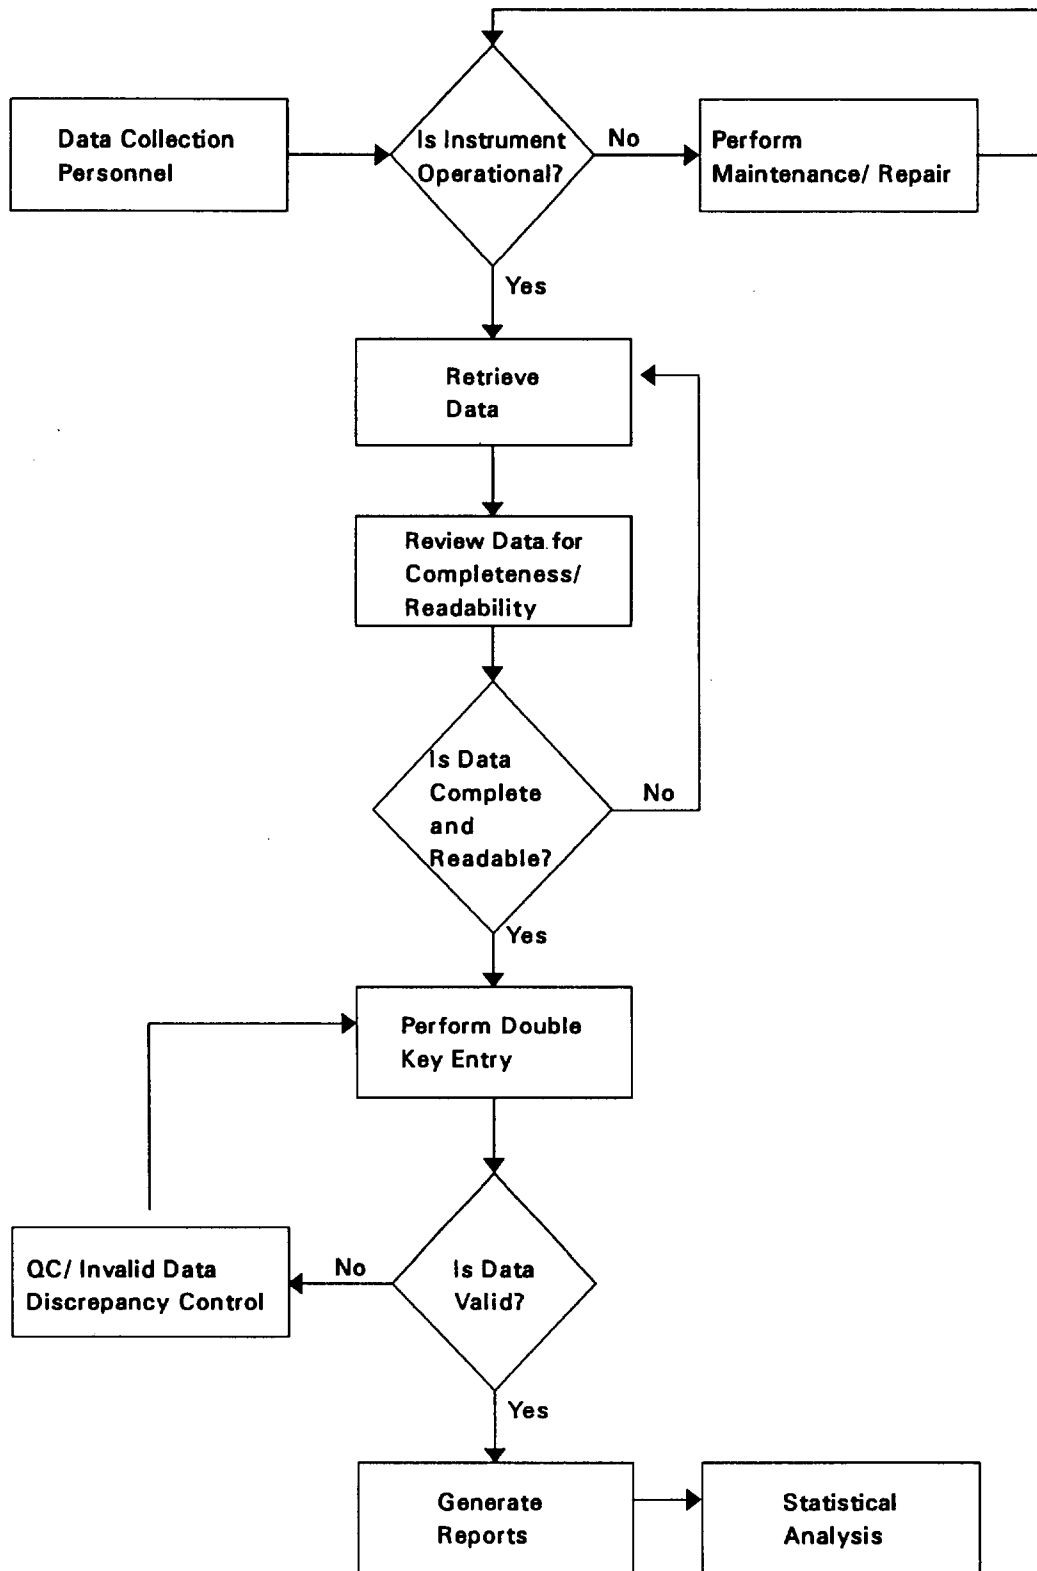 Data Collection
Personnel
Is Instrument
Operational?
No
Perform
Maintenance/ Repair
Yes
Retrieve
Data
Review Data for
Completeness/
Readability
Is Data
Complete
and
Readable?
No
Yes
Perform Double
Key Entry
QC/ Invalid Data
Discrepancy Control
No
Is Data
Valid?
Yes
Generate
Reports
Statistical
Analysis